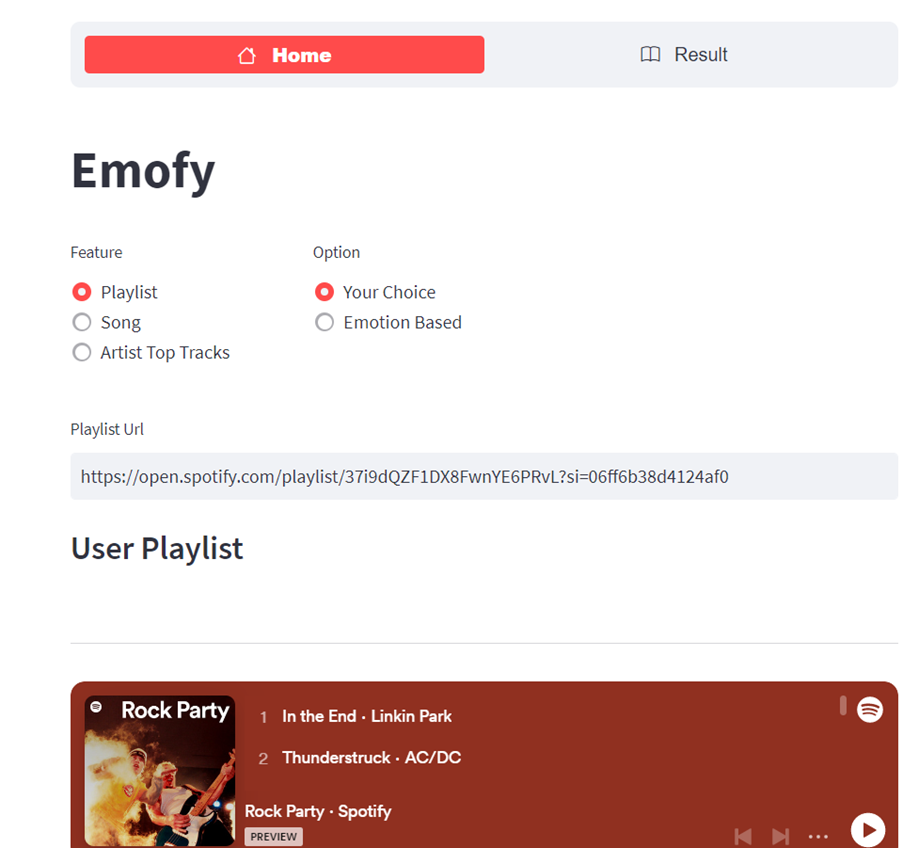 Home
Result
Emofy
Feature
Option
Playlist
Your Choice
Song
Emotion Based
Artist Top Tracks
Playlist Url
https://open.spotify.com/playlist/37i9dQZF1DX8FwnYE6PRvL?si=06ff6b38d4124af0
User Playlist
Rock Party
1 In the End · Linkin Park
2 Thunderstruck · AC/DC
Rock Party · Spotify
PREVIEW